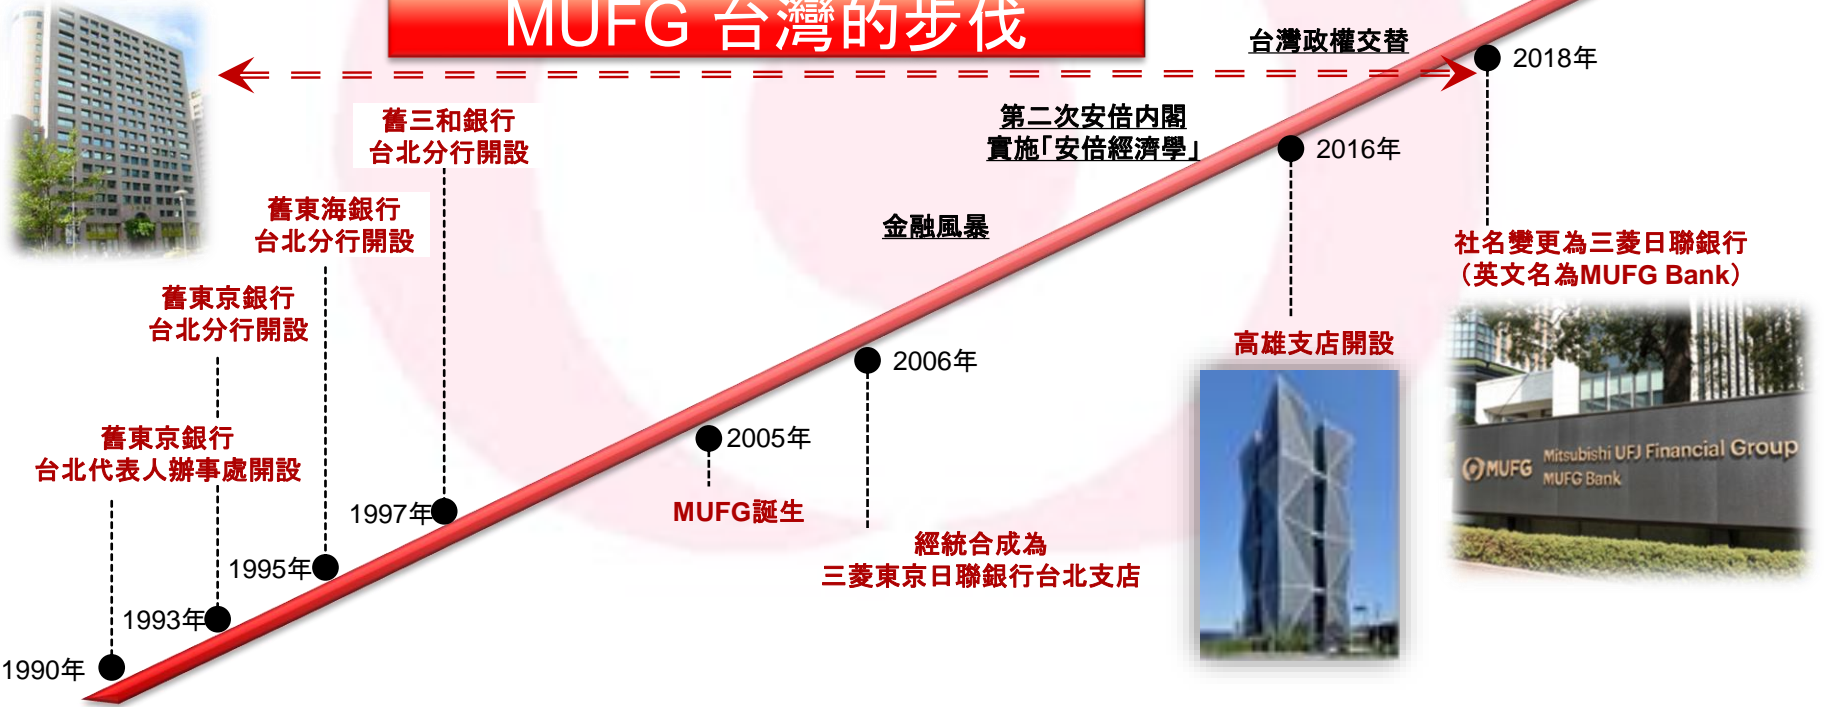 MUFG 台灣的步伐
台灣政權交替
2018年
舊三和銀行
台北分行開設
第二次安倍內閣
實施「安倍經濟學」
2016年
舊東海銀行
台北分行開設
金融風暴
社名變更為三菱日聯銀行
（英文名為MUFG Bank）
舊東京銀行
台北分行開設
高雄支店開設
2006年
舊東京銀行
台北代表人辦事處開設
2005年
MUFG
Mitsubishi UFJ Financial Group
MUFG Bank
1997年
MUFG誕生
經統合成為
三菱東京日聯銀行台北支店
1995年
1993年
1990年